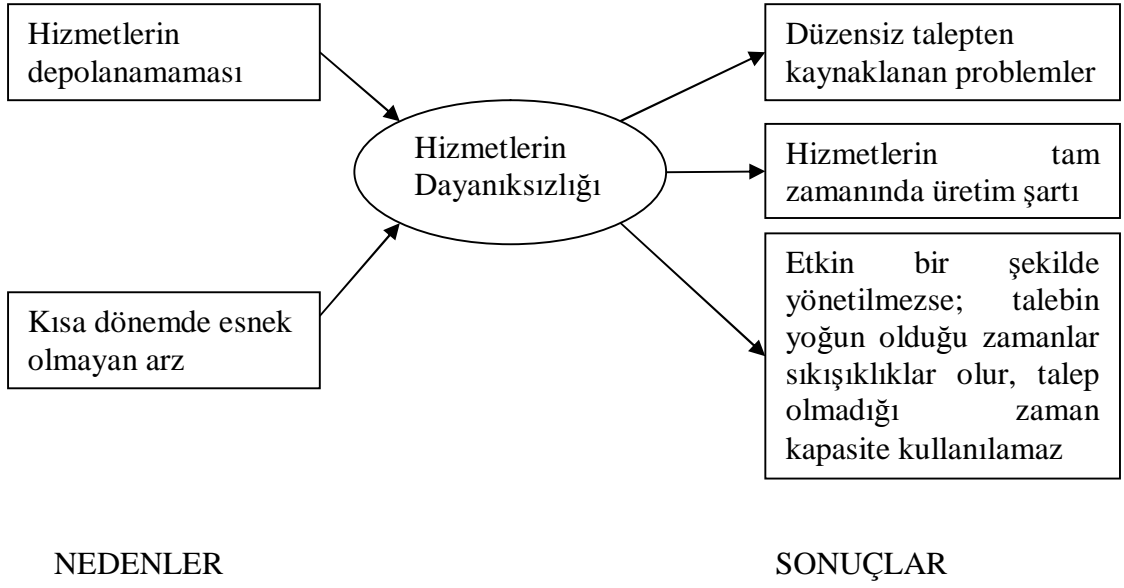 Hizmetlerin
depolanamaması
Kısa dönemde esnek
olmayan arz
Hizmetlerin
Dayanıksızlığı
Düzensiz talepten
kaynaklanan problemler
Hizmetlerin tam
zamanında üretim şartı
Etkin bir şekilde
yönetilmezse; talebin
yoğun olduğu zamanlar
sıkışıklıklar olur, talep
olmadığı zaman
kapasite kullanılamaz
NEDENLER
SONUÇLAR